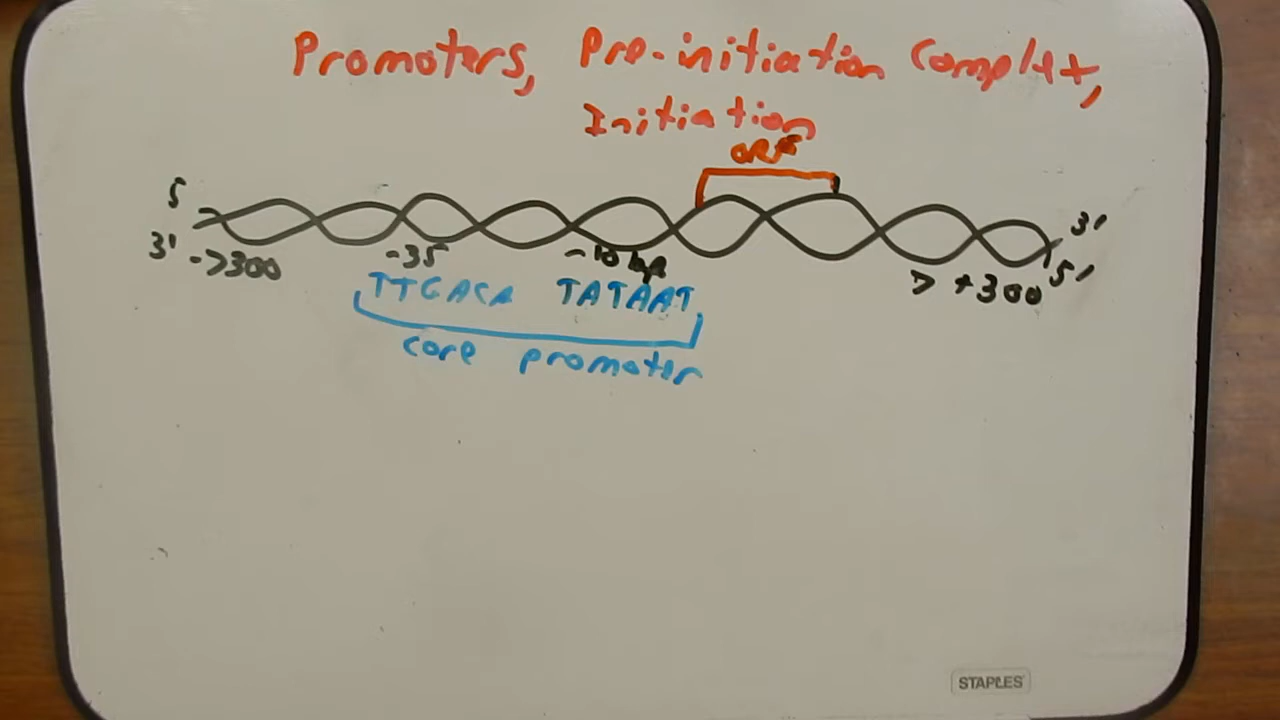 Promoters, Pre-initiation Complex,
Initiation
ORF
5 3'
3' ->300 -35 -10 bp > +300 5'
TTGACA TATAAT
core promoter
STAPLES